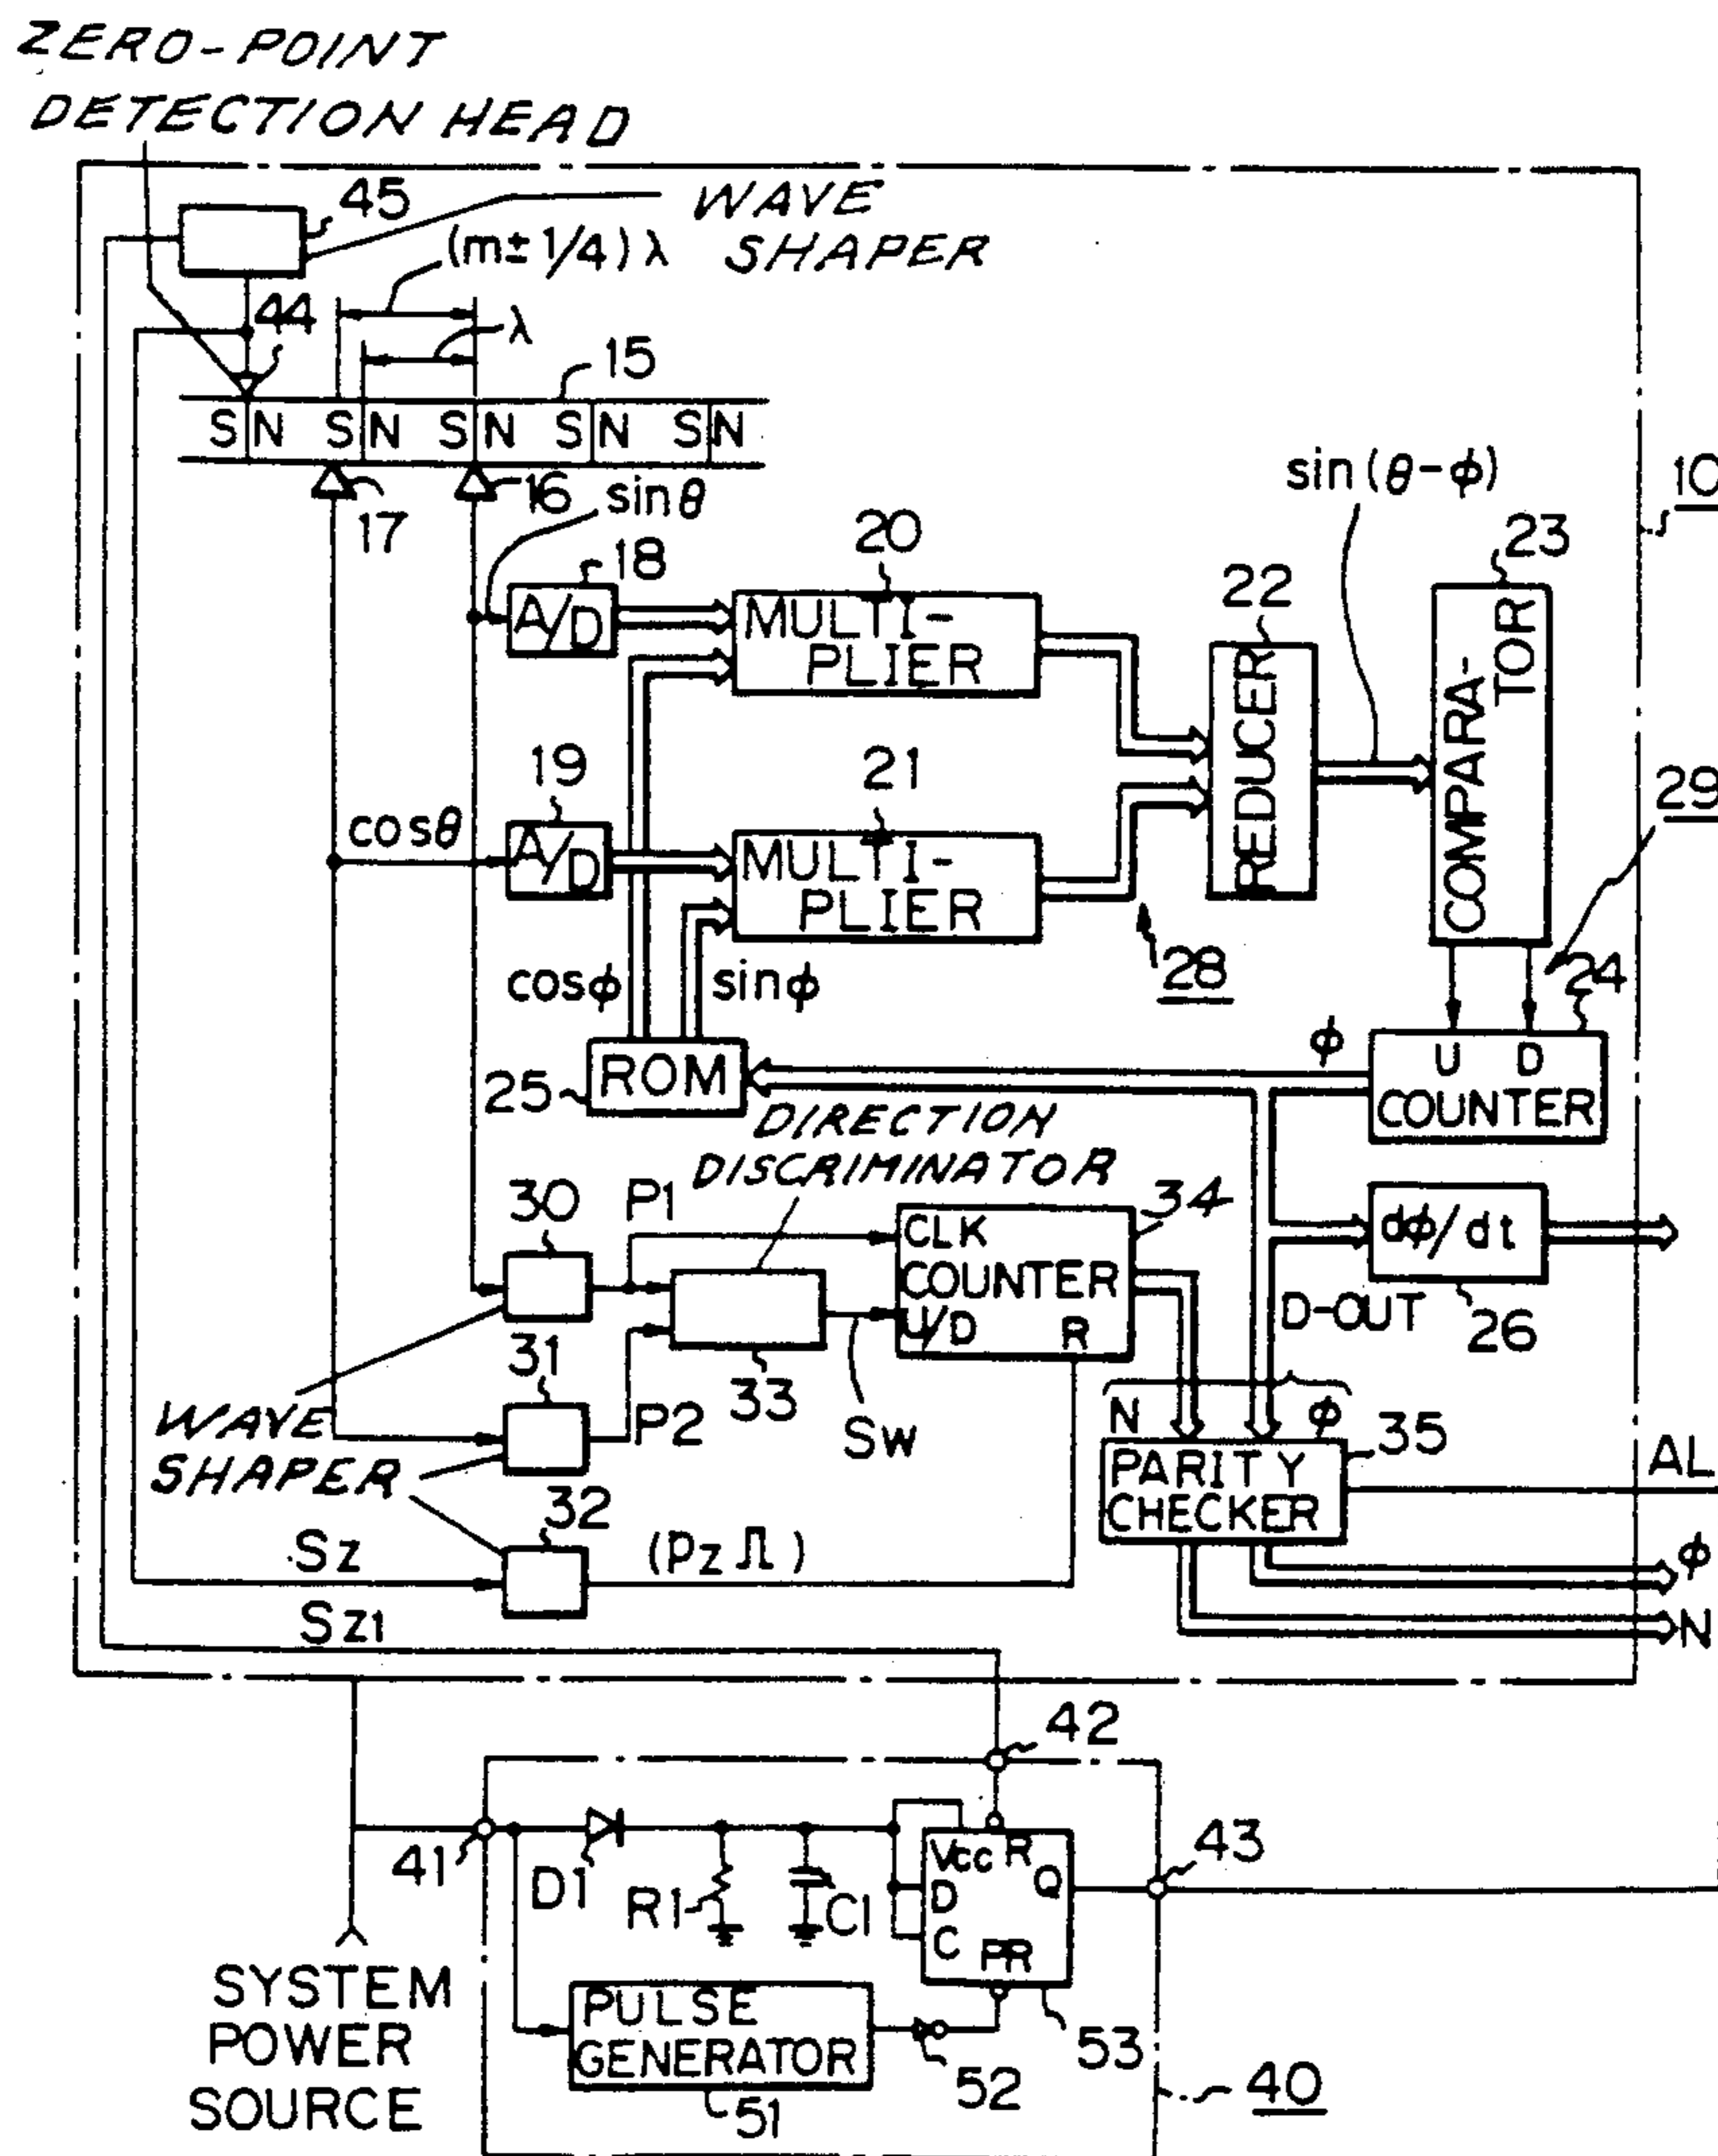 ZERO-POINT
DETECTION HEAD
45
WAVE
SHAPER
(m±1/4)λ
44
λ
15
S N S N S N S N S N
17
16
sinθ
sin(θ-ϕ)
10
18
A/D
20
MULTI-
PLIER
22
REDUCER
23
COMPARA-
TOR
19
cosθ
A/D
21
MULTI-
PLIER
29
28
cosϕ
sinϕ
24
ϕ
U D
COUNTER
25
ROM
DIRECTION
DISCRIMINATOR
30
P1
34
CLK
COUNTER
U/D R
dϕ/dt
D-OUT
26
31
33
SW
P2
WAVE
SHAPER
N ϕ
35
PARITY
CHECKER
AL
32
Sz
(Pz)
ϕ
Sz1
N
42
41
D1
R1
C1
Vcc R
D Q
C PR
43
SYSTEM
POWER
SOURCE
PULSE
GENERATOR
51
52
53
40